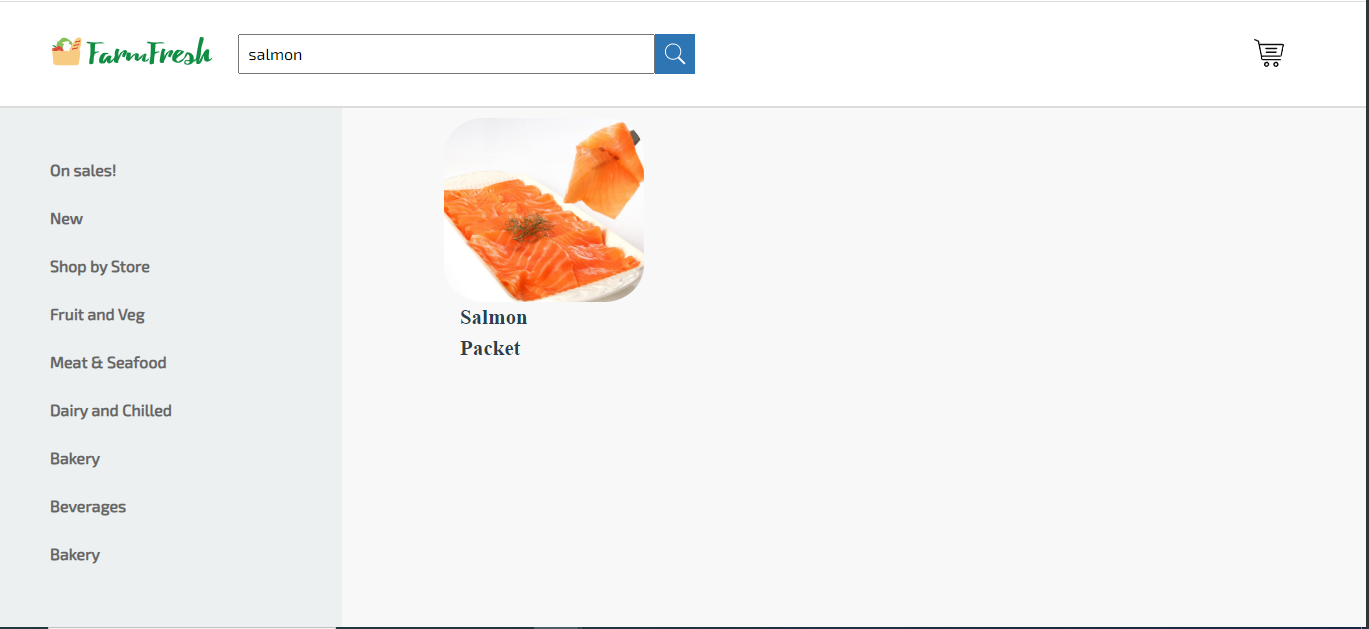 FarmFresh
salmon
On sales!
New
Shop by Store
Fruit and Veg
Meat & Seafood
Dairy and Chilled
Bakery
Beverages
Bakery
Salmon
Packet